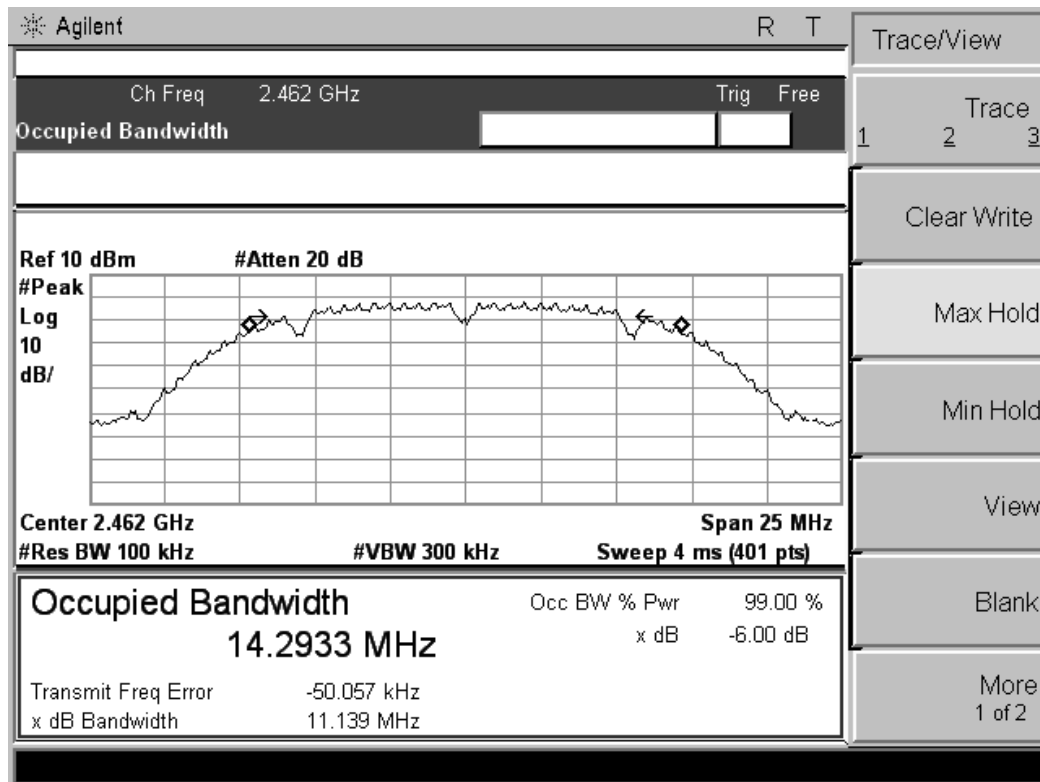 Agilent R T
Ch Freq 2.462 GHz Trig Free
Occupied Bandwidth
Ref 10 dBm #Atten 20 dB
#Peak
Log
10
dB/
Center 2.462 GHz Span 25 MHz
#Res BW 100 kHz #VBW 300 kHz Sweep 4 ms (401 pts)
Occupied Bandwidth Occ BW % Pwr 99.00 %
14.2933 MHz x dB -6.00 dB
Transmit Freq Error -50.057 kHz
x dB Bandwidth 11.139 MHz
Trace/View
Trace
1 2 3
Clear Write
Max Hold
Min Hold
View
Blank
More
1 of 2